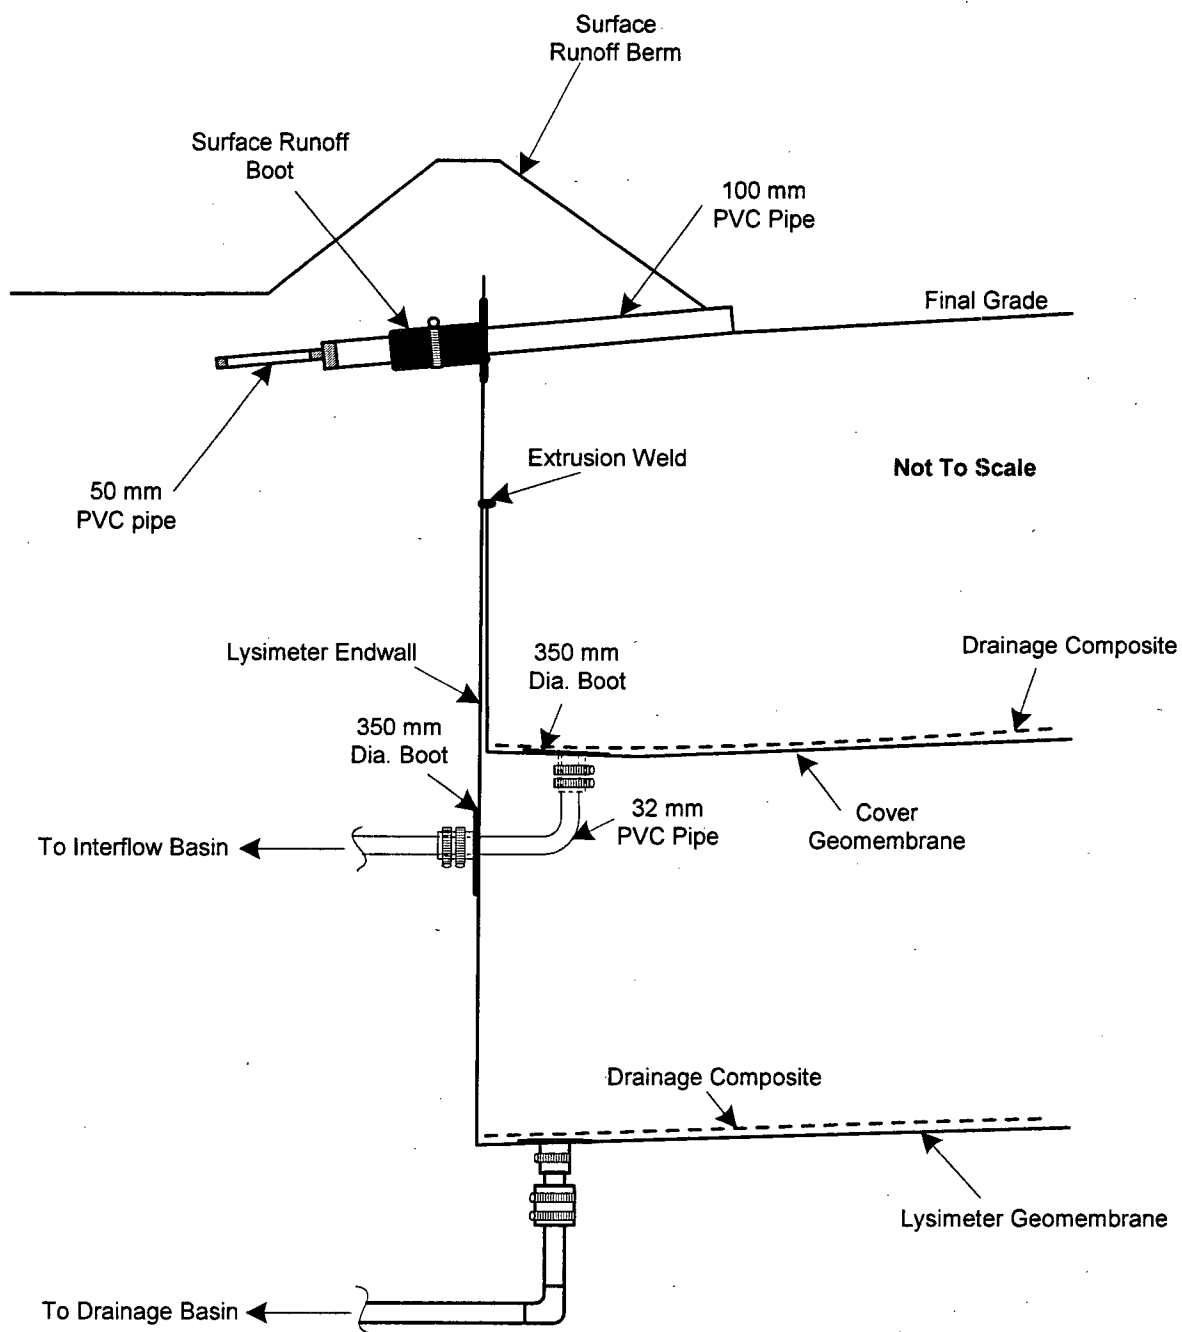 Surface
Runoff Berm
Surface Runoff
Boot
100 mm
PVC Pipe
Final Grade
Extrusion Weld
Not To Scale
50 mm
PVC pipe
Lysimeter Endwall
350 mm
Dia. Boot
Drainage Composite
350 mm
Dia. Boot
32 mm
PVC Pipe
Cover
Geomembrane
To Interflow Basin
Drainage Composite
Lysimeter Geomembrane
To Drainage Basin